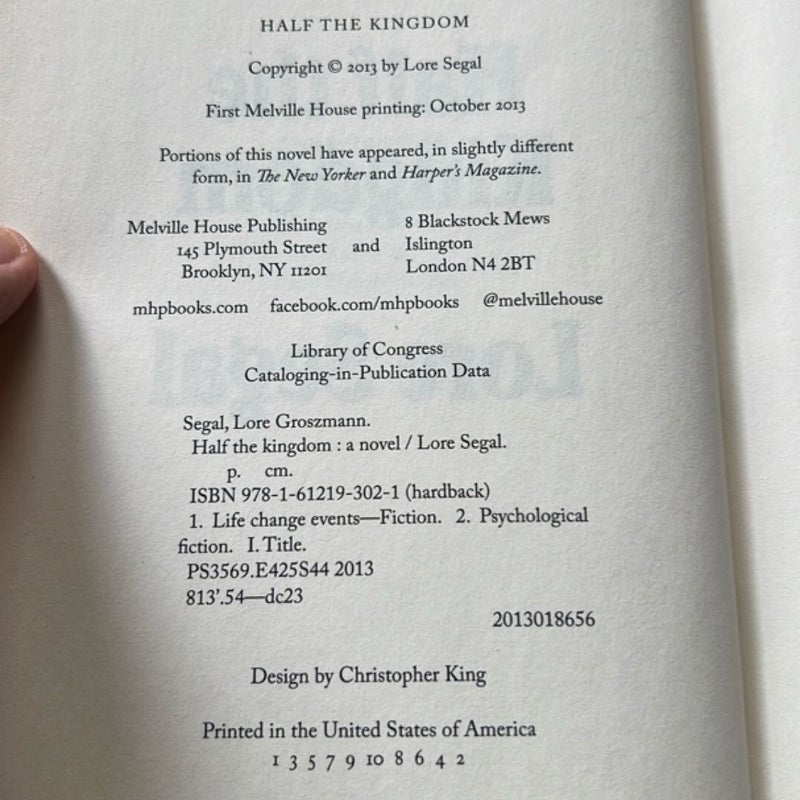 HALF THE KINGDOM
Copyright © 2013 by Lore Segal
First Melville House printing: October 2013
Portions of this novel have appeared, in slightly different
form, in The New Yorker and Harper's Magazine.
Melville House Publishing
145 Plymouth Street
Brooklyn, NY 11201
and
8 Blackstock Mews
Islington
London N4 2BT
mhpbooks.com facebook.com/mhpbooks @melvillehouse
Library of Congress
Cataloging-in-Publication Data
Segal, Lore Groszmann.
Half the kingdom : a novel / Lore Segal.
p. cm.
ISBN 978-1-61219-302-1 (hardback)
1. Life change events—Fiction. 2. Psychological
fiction. I. Title.
PS3569.E425S44 2013
813'.54—dc23
2013018656
Design by Christopher King
Printed in the United States of America
1 3 5 7 9 10 8 6 4 2